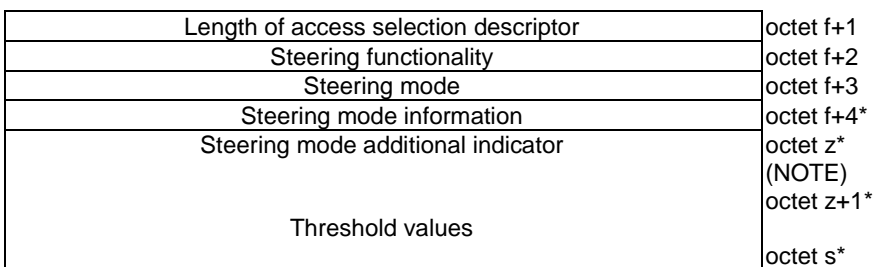 Length of access selection descriptor octet f+1
Steering functionality octet f+2
Steering mode octet f+3
Steering mode information octet f+4*
Steering mode additional indicator octet z*
(NOTE)
octet z+1*
Threshold values
octet s*